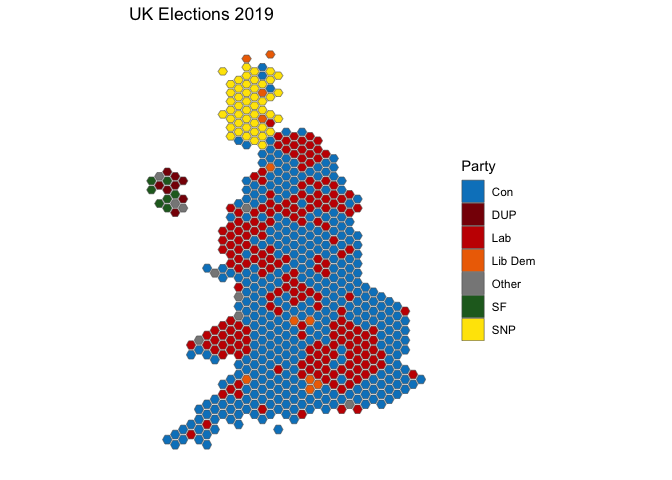 UK Elections 2019
Party
Con
DUP
Lab
Lib Dem
Other
SF
SNP